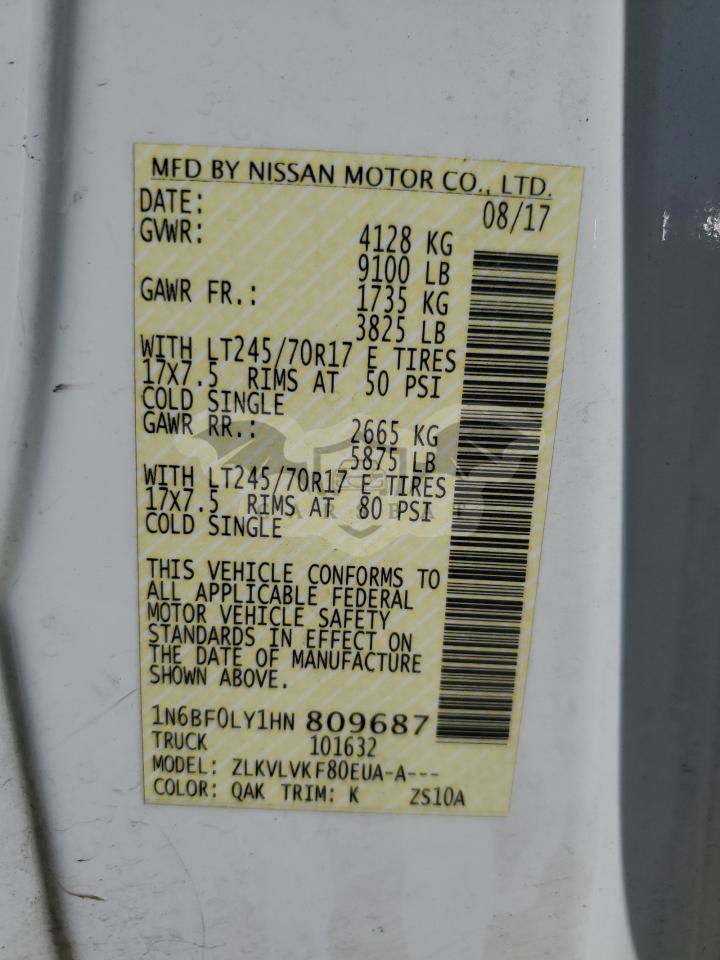 MFD BY NISSAN MOTOR CO., LTD.
DATE: 08/17
GVWR: 4128 KG
9100 LB
GAWR FR.: 1735 KG
3825 LB
WITH LT245/70R17 E TIRES
17X7.5 RIMS AT 50 PSI
COLD SINGLE
GAWR RR.: 2665 KG
5875 LB
WITH LT245/70R17 E TIRES
17X7.5 RIMS AT 80 PSI
COLD SINGLE
THIS VEHICLE CONFORMS TO
ALL APPLICABLE FEDERAL
MOTOR VEHICLE SAFETY
STANDARDS IN EFFECT ON
THE DATE OF MANUFACTURE
SHOWN ABOVE.
1N6BF0LY1HN 809687
TRUCK 101632
MODEL: ZLKVLVKF80EUA-A---
COLOR: QAK TRIM: K ZS10A